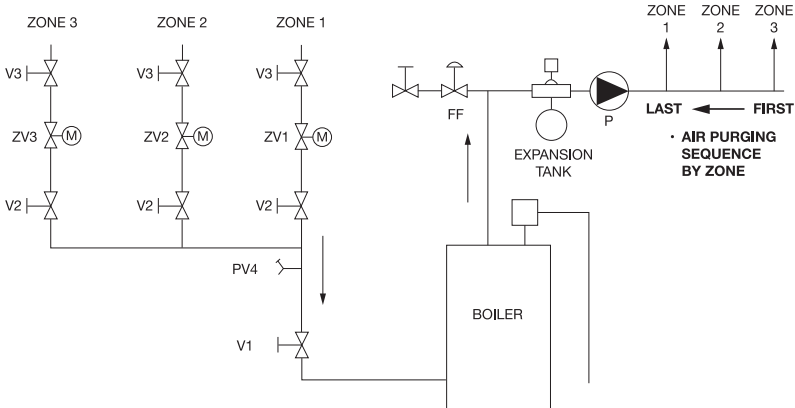 ZONE 3
ZONE 2
ZONE 1
ZONE
1
ZONE
2
ZONE
3
V3
V3
V3
ZV3
M
ZV2
M
ZV1
M
FF
P
LAST
FIRST
EXPANSION
TANK
• AIR PURGING
SEQUENCE
BY ZONE
V2
V2
V2
PV4
BOILER
V1